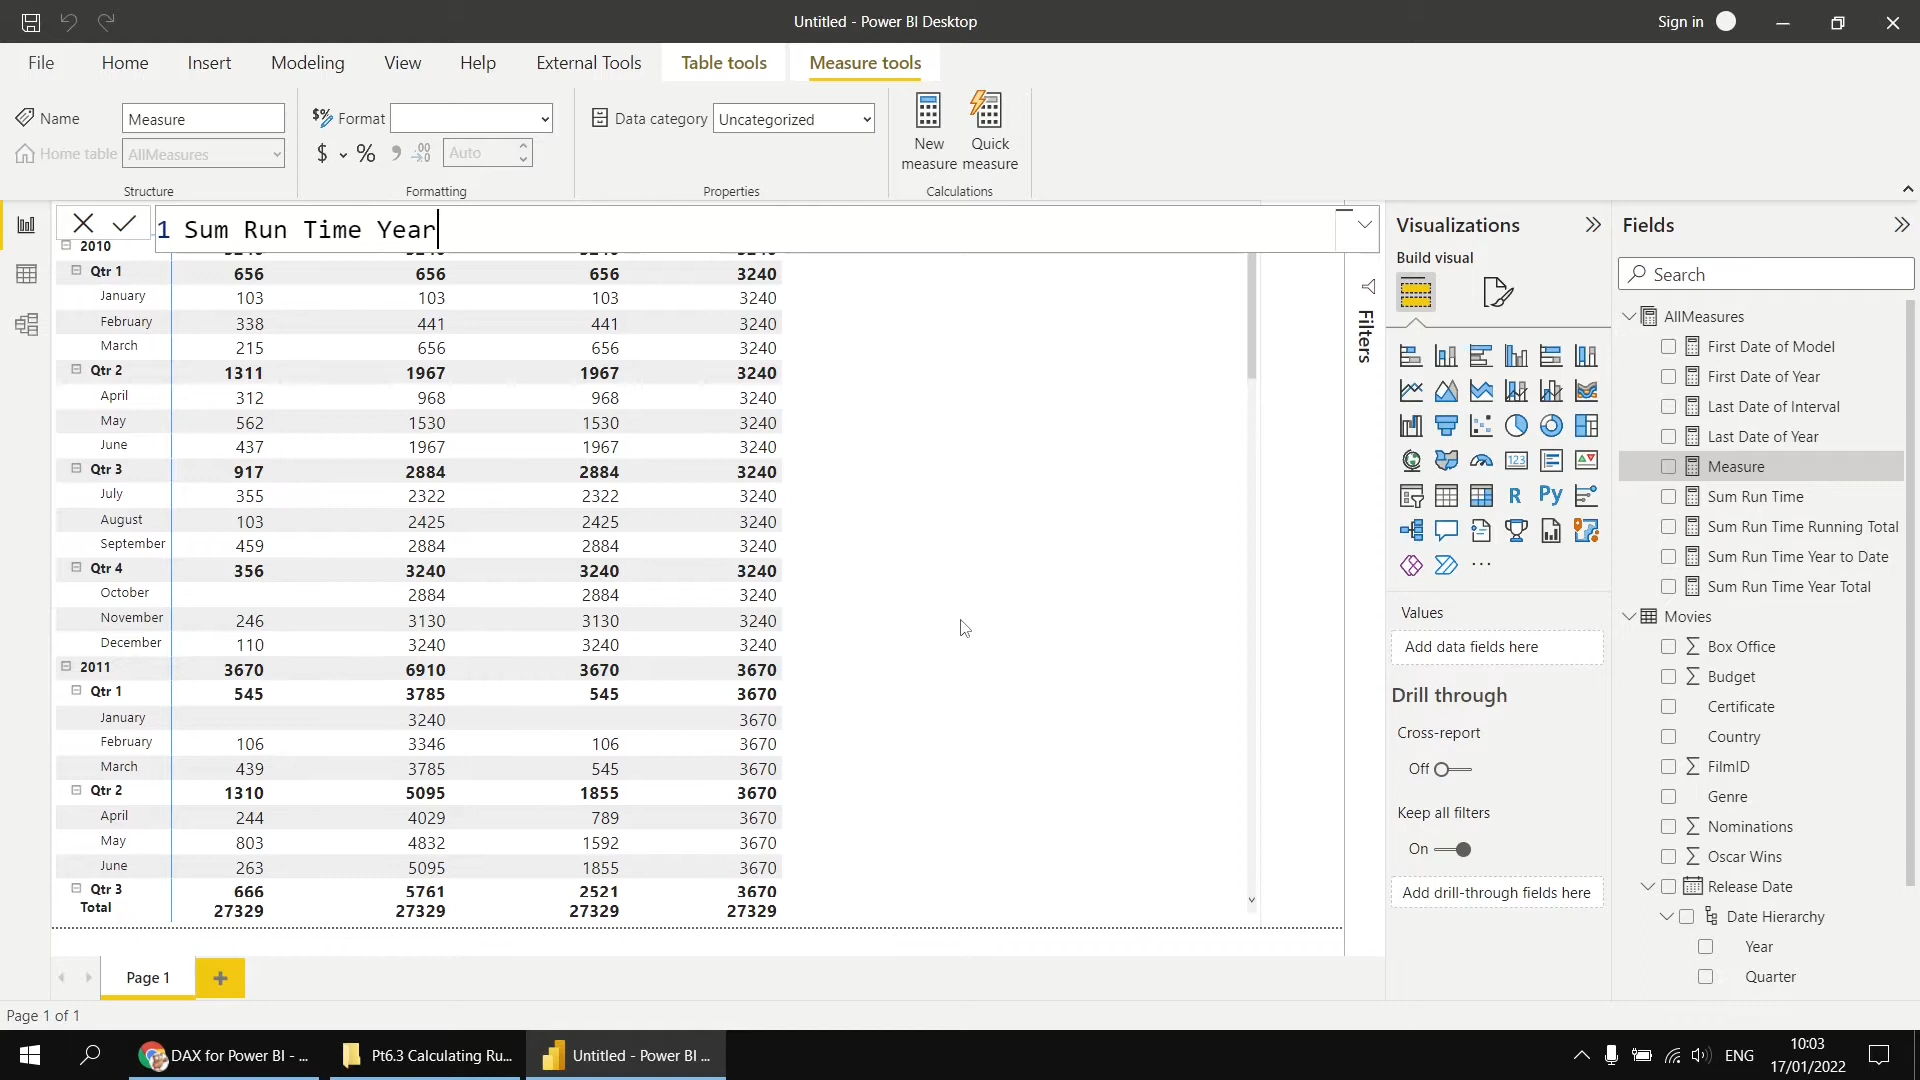 Untitled - Power BI Desktop
Sign in
File Home Insert Modeling View Help External Tools Table tools Measure tools
Name Measure
Home table AllMeasures
Structure
Format
$ % Auto
Formatting
Data category Uncategorized
Properties
New measure
Quick measure
Calculations
1 Sum Run Time Year
2010
Qtr 1 656 656 656 3240
January 103 103 103 3240
February 338 441 441 3240
March 215 656 656 3240
Qtr 2 1311 1967 1967 3240
April 312 968 968 3240
May 562 1530 1530 3240
June 437 1967 1967 3240
Qtr 3 917 2884 2884 3240
July 355 2322 2322 3240
August 103 2425 2425 3240
September 459 2884 2884 3240
Qtr 4 356 3240 3240 3240
October 2884 2884 3240
November 246 3130 3130 3240
December 110 3240 3240 3240
2011 3670 6910 3670 3670
Qtr 1 545 3785 545 3670
January 3240 3670
February 106 3346 106 3670
March 439 3785 545 3670
Qtr 2 1310 5095 1855 3670
April 244 4029 789 3670
May 803 4832 1592 3670
June 263 5095 1855 3670
Qtr 3 666 5761 2521 3670
Total 27329 27329 27329 27329
Filters
Visualizations
Build visual
123
R
Py
...
Values
Add data fields here
Drill through
Cross-report
Off
Keep all filters
On
Add drill-through fields here
Fields
Search
AllMeasures
First Date of Model
First Date of Year
Last Date of Interval
Last Date of Year
Measure
Sum Run Time
Sum Run Time Running Total
Sum Run Time Year to Date
Sum Run Time Year Total
Movies
Box Office
Budget
Certificate
Country
FilmID
Genre
Nominations
Oscar Wins
Release Date
Date Hierarchy
Year
Quarter
Page 1
Page 1 of 1
DAX for Power BI - ...
Pt6.3 Calculating Ru...
Untitled - Power BI ...
ENG
10:03
17/01/2022